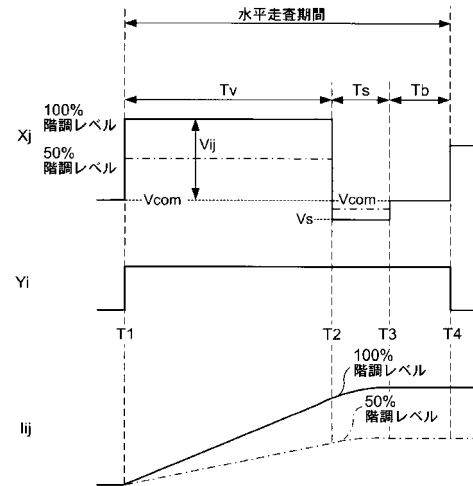 水平走査期間
Tv
Ts
Tb
100%
階調レベル
Xj
50%
階調レベル
Vij
Vcom
Vcom
Vs
Yi
T1
T2
T3
T4
100%
階調レベル
50%
階調レベル
Iij